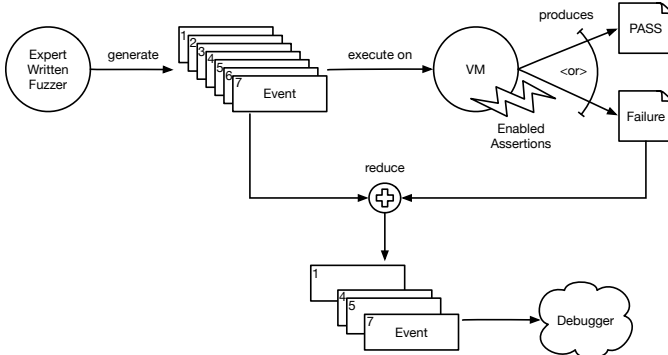 Expert
Written
Fuzzer
generate
1
2
3
4
5
6
7
Event
execute on
VM
Enabled
Assertions
produces
<or>
PASS
Failure
reduce
1
4
5
7
Event
Debugger